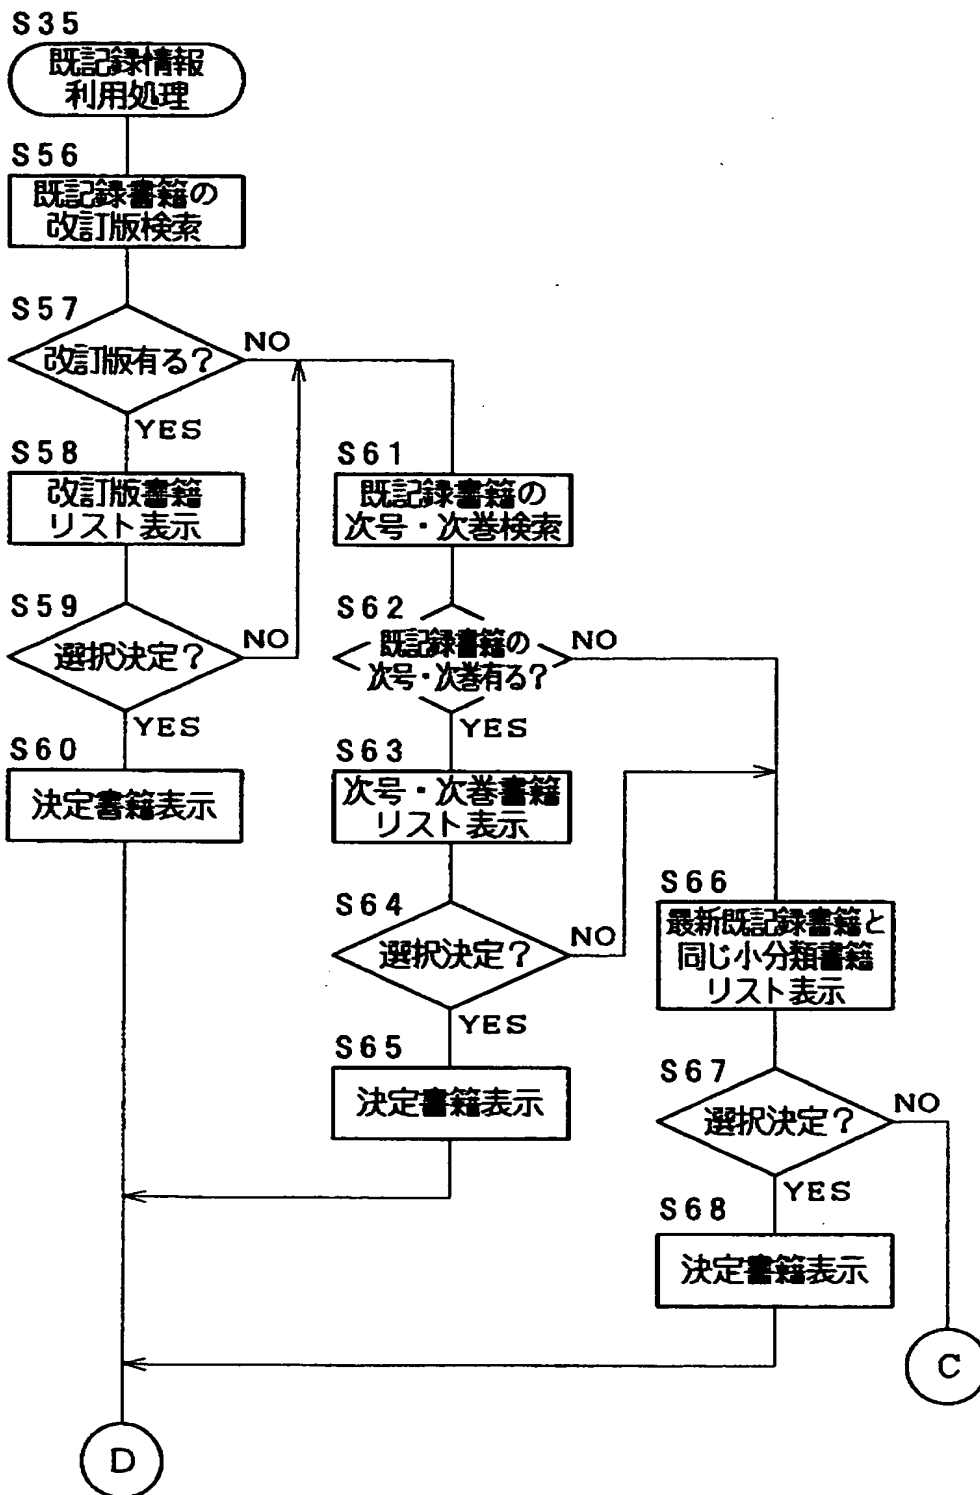 S35
既記録情報
利用処理
S56
既記録書籍の
改訂版検索
S57
改訂版有る?
NO
YES
S58
改訂版書籍
リスト表示
S59
選択決定?
NO
YES
S60
決定書籍表示
S61
既記録書籍の
次号・次巻検索
S62
既記録書籍の
次号・次巻有る?
NO
YES
S63
次号・次巻書籍
リスト表示
S64
選択決定?
NO
YES
S65
決定書籍表示
S66
最新既記録書籍と
同じ小分類書籍
リスト表示
S67
選択決定?
NO
YES
S68
決定書籍表示
C
D